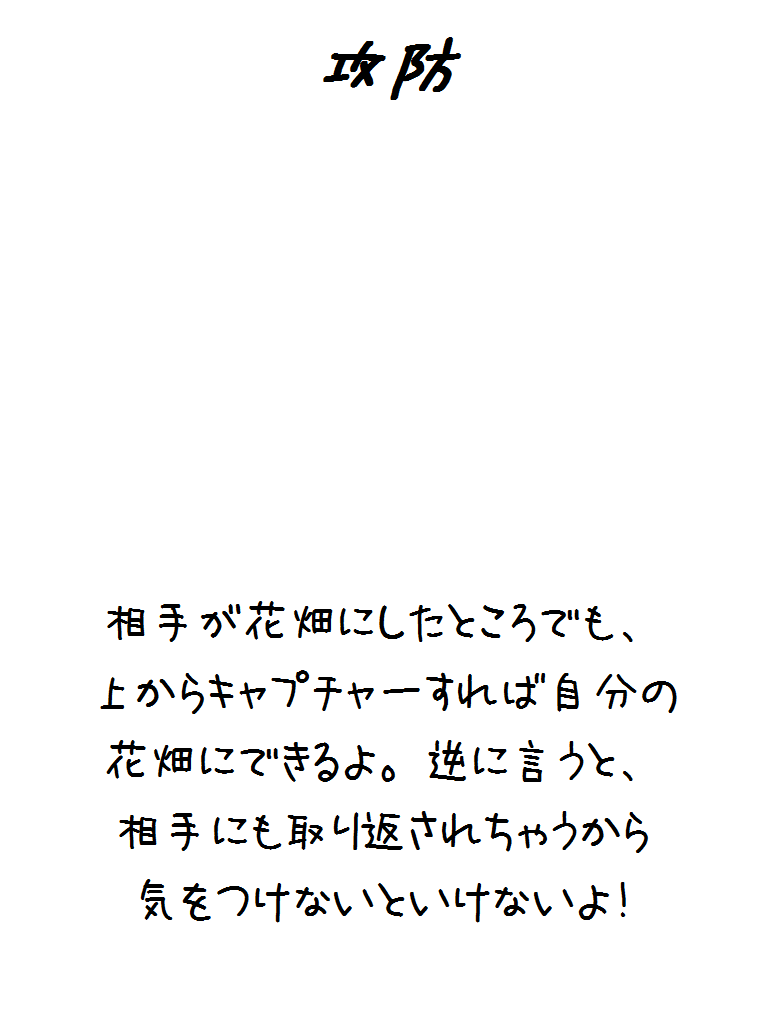 攻防
相手が花畑にしたところでも、
上からキャプチャーすれば自分の
花畑にできるよ。逆に言うと、
相手にも取り返されちゃうから
気をつけないといけないよ！